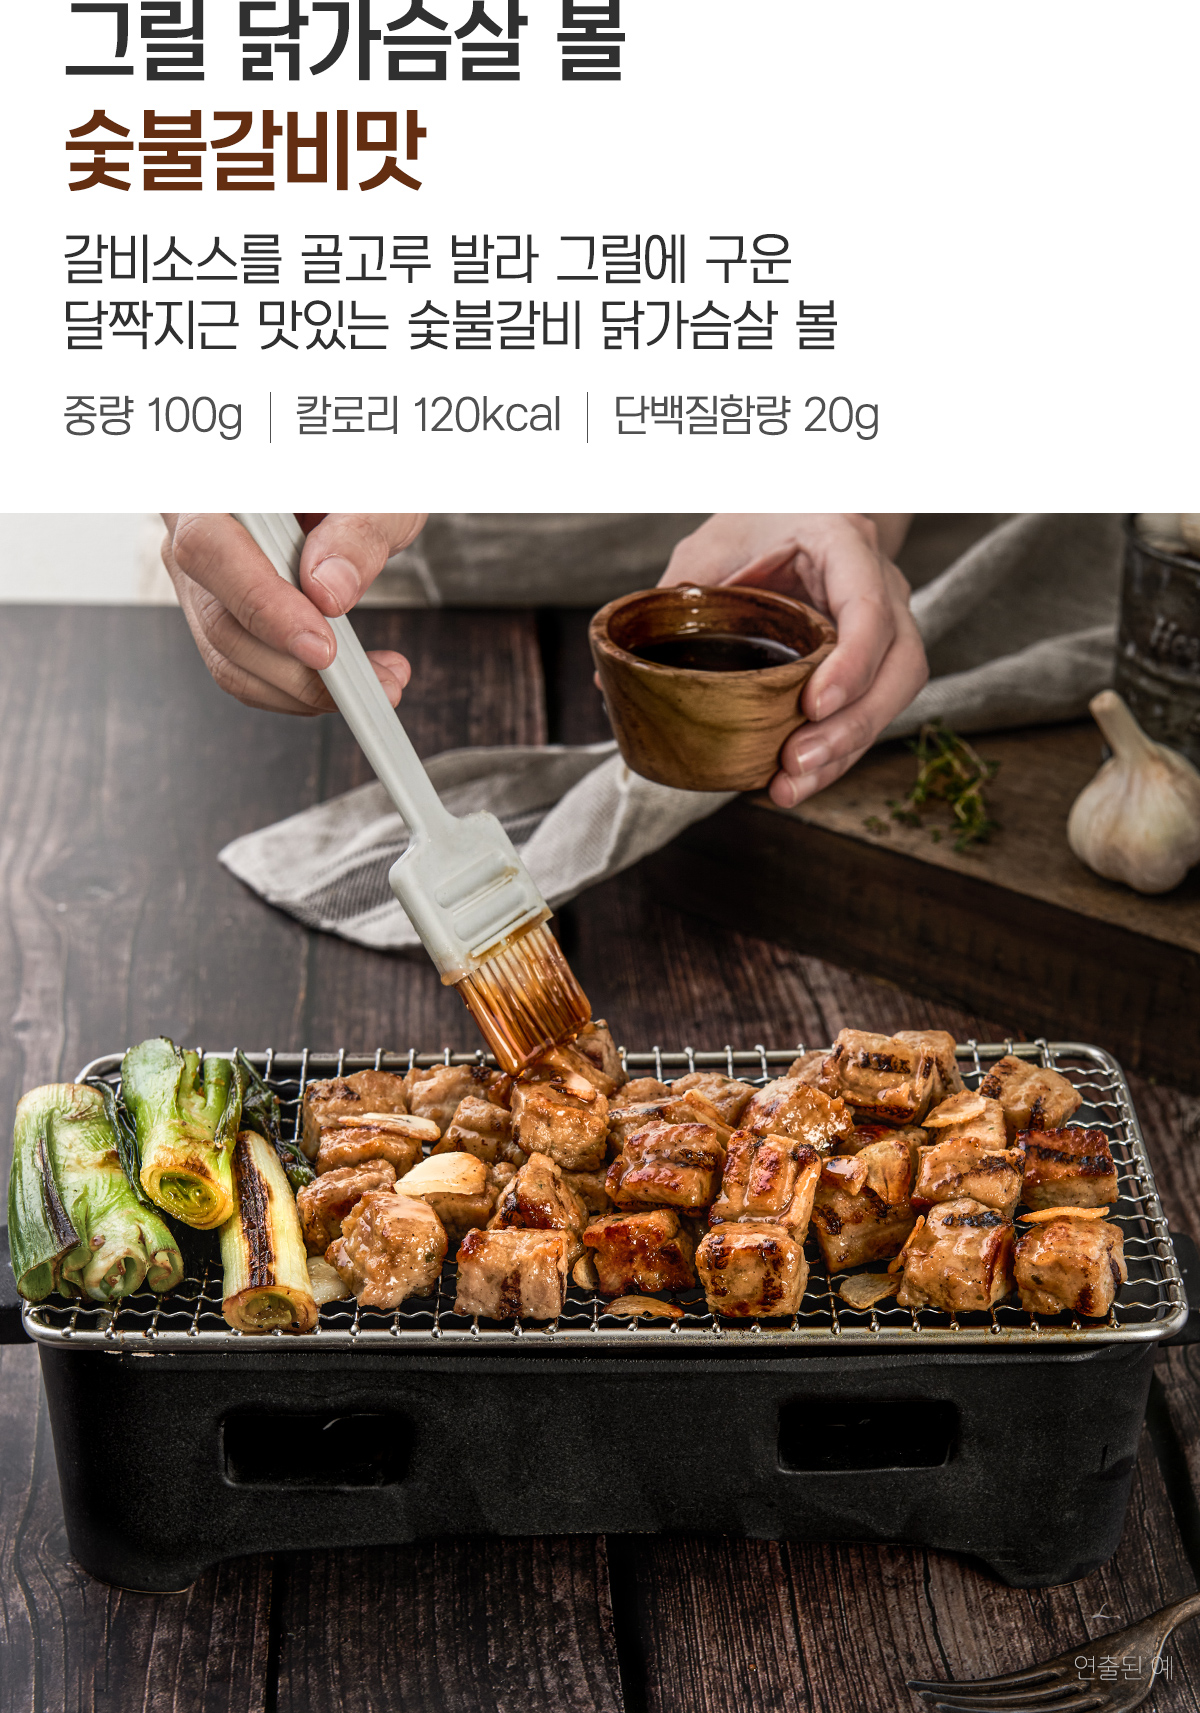 그릴 닭가슴살 볼
숯불갈비맛
갈비소스를 골고루 발라 그릴에 구운
달짝지근 맛있는 숯불갈비 닭가슴살 볼
중량 100g | 칼로리 120kcal | 단백질함량 20g
연출된 예